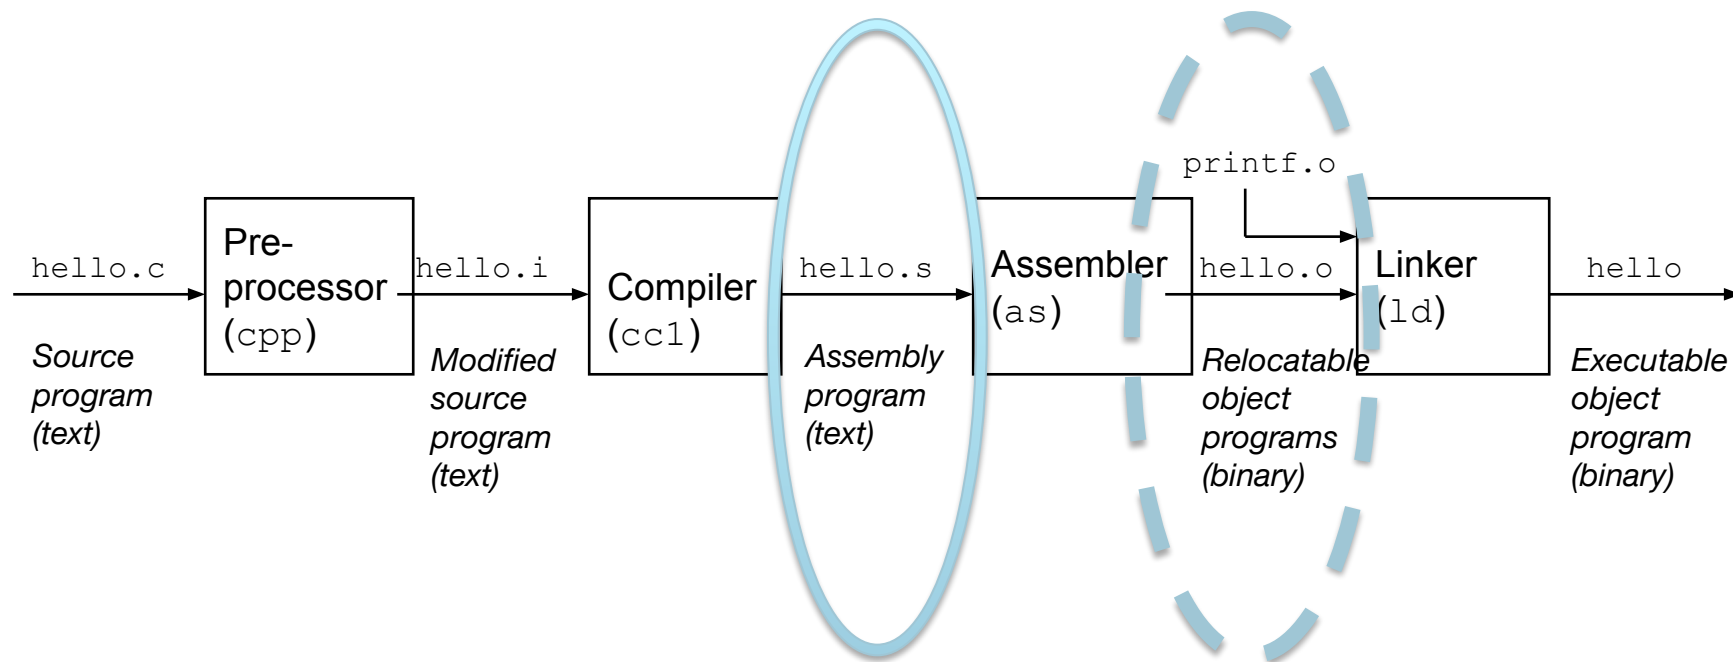 printf.o
hello.c
Pre-
processor
(cpp)
hello.i
Compiler
(cc1)
hello.s
Assembler
(as)
hello.o
Linker
(ld)
hello
Source
program
(text)
Modified
source
program
(text)
Assembly
program
(text)
Relocatable
object
programs
(binary)
Executable
object
program
(binary)